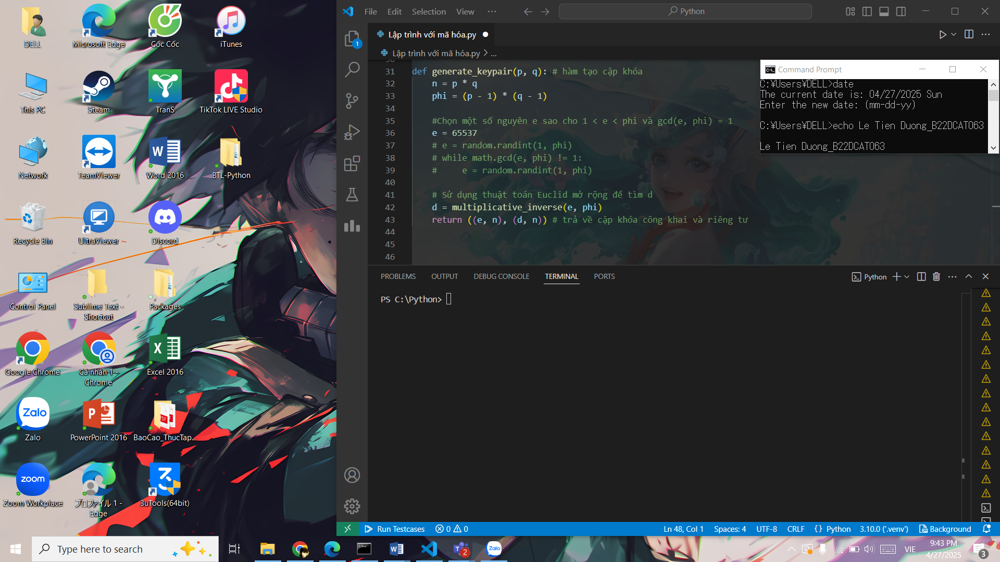 DELL
Microsoft Edge
Cốc Cốc
iTunes
This PC
Steam
TranS
TikTok LIVE Studio
Network
TeamViewer
Word 2016
BTL-Python
Recycle Bin
UltraViewer
Discord
Control Panel
Sublime Text -
Shortcut
Packages
Google Chrome
Cá nhân 1 -
Chrome
Excel 2016
Zalo
Zalo
PowerPoint 2016
BaoCao_ThucTap...
zoom
Zoom Workplace
プロファイル 1 -
Edge
3uTools(64bit)
File Edit Selection View ···
Python
1
Lập trình với mã hóa.py
Lập trình với mã hóa.py > ...
31 def generate_keypair(p, q): # hàm tạo cặp khóa
32 n = p * q
33 phi = (p - 1) * (q - 1)
34
35 #Chọn một số nguyên e sao cho 1 < e < phi và gcd(e, phi) = 1
36 e = 65537
37 # e = random.randint(1, phi)
38 # while math.gcd(e, phi) != 1:
39 #     e = random.randint(1, phi)
40
41 # Sử dụng thuật toán Euclid mở rộng để tìm d
42 d = multiplicative_inverse(e, phi)
43 return ((e, n), (d, n)) # trả về cặp khóa công khai và riêng tư
44
45
46
Command Prompt
C:¥Users¥DELL>date
The current date is: 04/27/2025 Sun
Enter the new date: (mm-dd-yy)
C:¥Users¥DELL>echo Le Tien Duong_B22DCAT063
Le Tien Duong_B22DCAT063
PROBLEMS OUTPUT DEBUG CONSOLE TERMINAL PORTS
Python
PS C:\Python>
Run Testcases 0 0
Ln 48, Col 1 Spaces: 4 UTF-8 CRLF {} Python 3.10.0 ('.venv') Background
Type here to search
2
Zalo
VIE
9:43 PM
4/27/2025
3